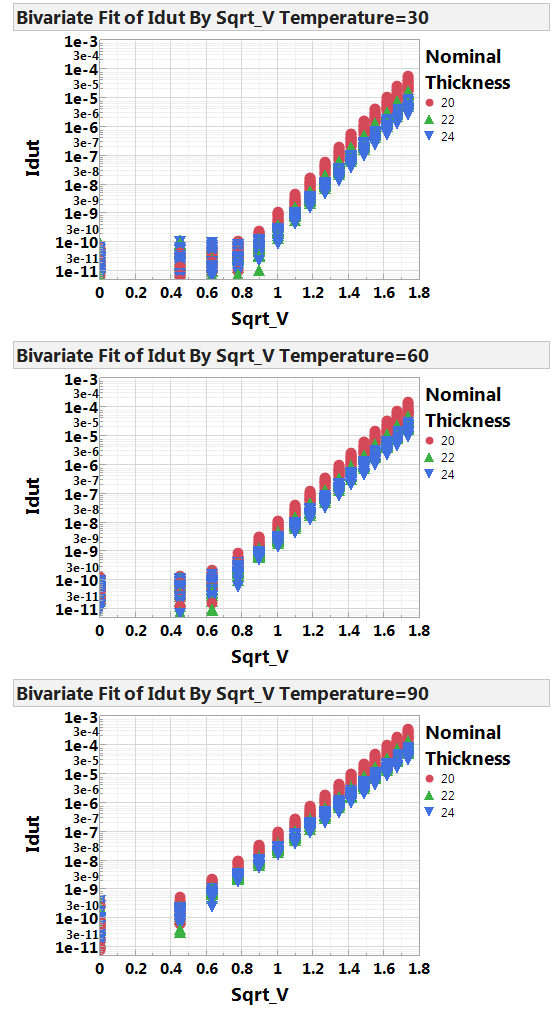 Bivariate Fit of Idut By Sqrt_V Temperature=30
1e-3
3e-4
1e-4
3e-5
1e-5
3e-6
1e-6
3e-7
1e-7
3e-8
1e-8
3e-9
1e-9
3e-10
1e-10
3e-11
1e-11
Idut
0 0.2 0.4 0.6 0.8 1 1.2 1.4 1.6 1.8
Sqrt_V
Nominal
Thickness
20
22
24
Bivariate Fit of Idut By Sqrt_V Temperature=60
1e-3
3e-4
1e-4
3e-5
1e-5
3e-6
1e-6
3e-7
1e-7
3e-8
1e-8
3e-9
1e-9
3e-10
1e-10
3e-11
1e-11
Idut
0 0.2 0.4 0.6 0.8 1 1.2 1.4 1.6 1.8
Sqrt_V
Nominal
Thickness
20
22
24
Bivariate Fit of Idut By Sqrt_V Temperature=90
1e-3
3e-4
1e-4
3e-5
1e-5
3e-6
1e-6
3e-7
1e-7
3e-8
1e-8
3e-9
1e-9
3e-10
1e-10
3e-11
1e-11
Idut
0 0.2 0.4 0.6 0.8 1 1.2 1.4 1.6 1.8
Sqrt_V
Nominal
Thickness
20
22
24